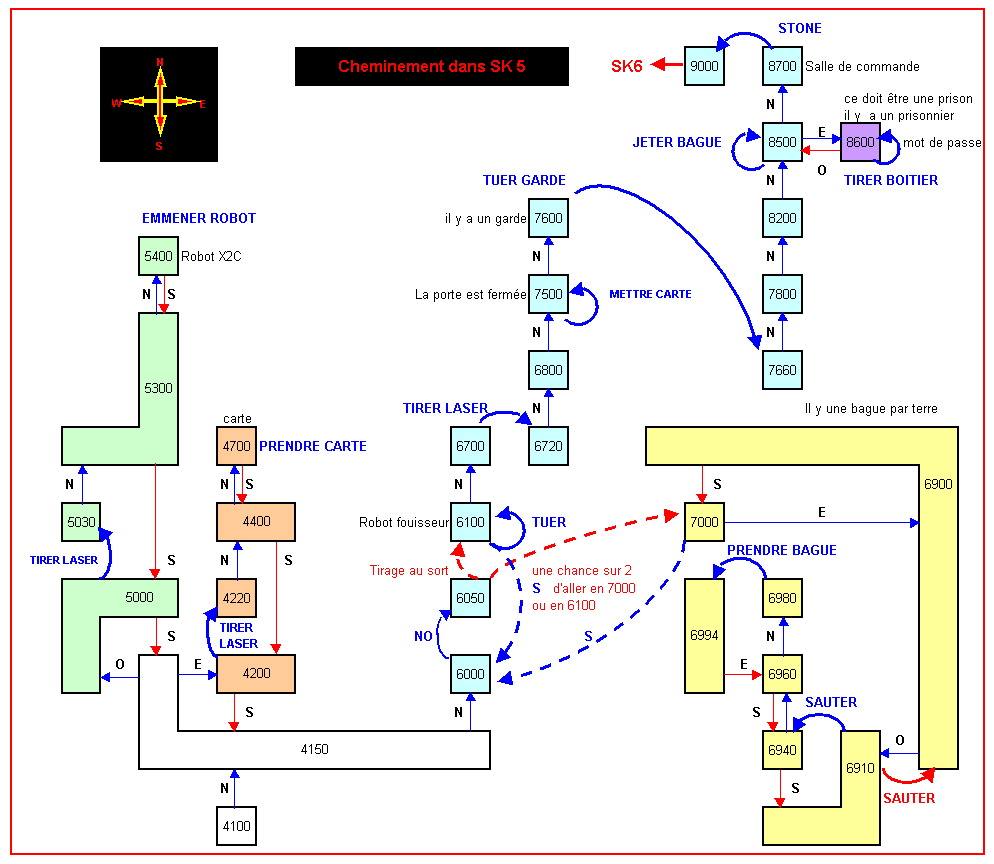 STONE
N
W
E
S
Cheminement dans SK 5
SK6
9000
8700
Salle de commande
N
ce doit être une prison
il y a un prisonnier
JETER BAGUE
8500
E
8600
mot de passe
O
TIRER BOITIER
TUER GARDE
N
EMMENER ROBOT
il y a un garde
7600
8200
5400
Robot X2C
N
N
N
S
La porte est fermée
7500
METTRE CARTE
7800
N
N
5300
6800
7660
carte
TIRER LASER
N
Il y une bague par terre
4700
PRENDRE CARTE
6700
6720
N
N
S
N
S
6900
5030
4400
Robot fouisseur
6100
TUER
7000
E
TIRER LASER
S
N
S
Tirage au sort
une chance sur 2
PRENDRE BAGUE
5000
4220
6050
S
d'aller en 7000
ou en 6100
6980
S
TIRER
LASER
NO
S
6994
N
O
E
4200
6000
E
6960
S
N
S
SAUTER
4150
6940
O
6910
N
S
SAUTER
4100